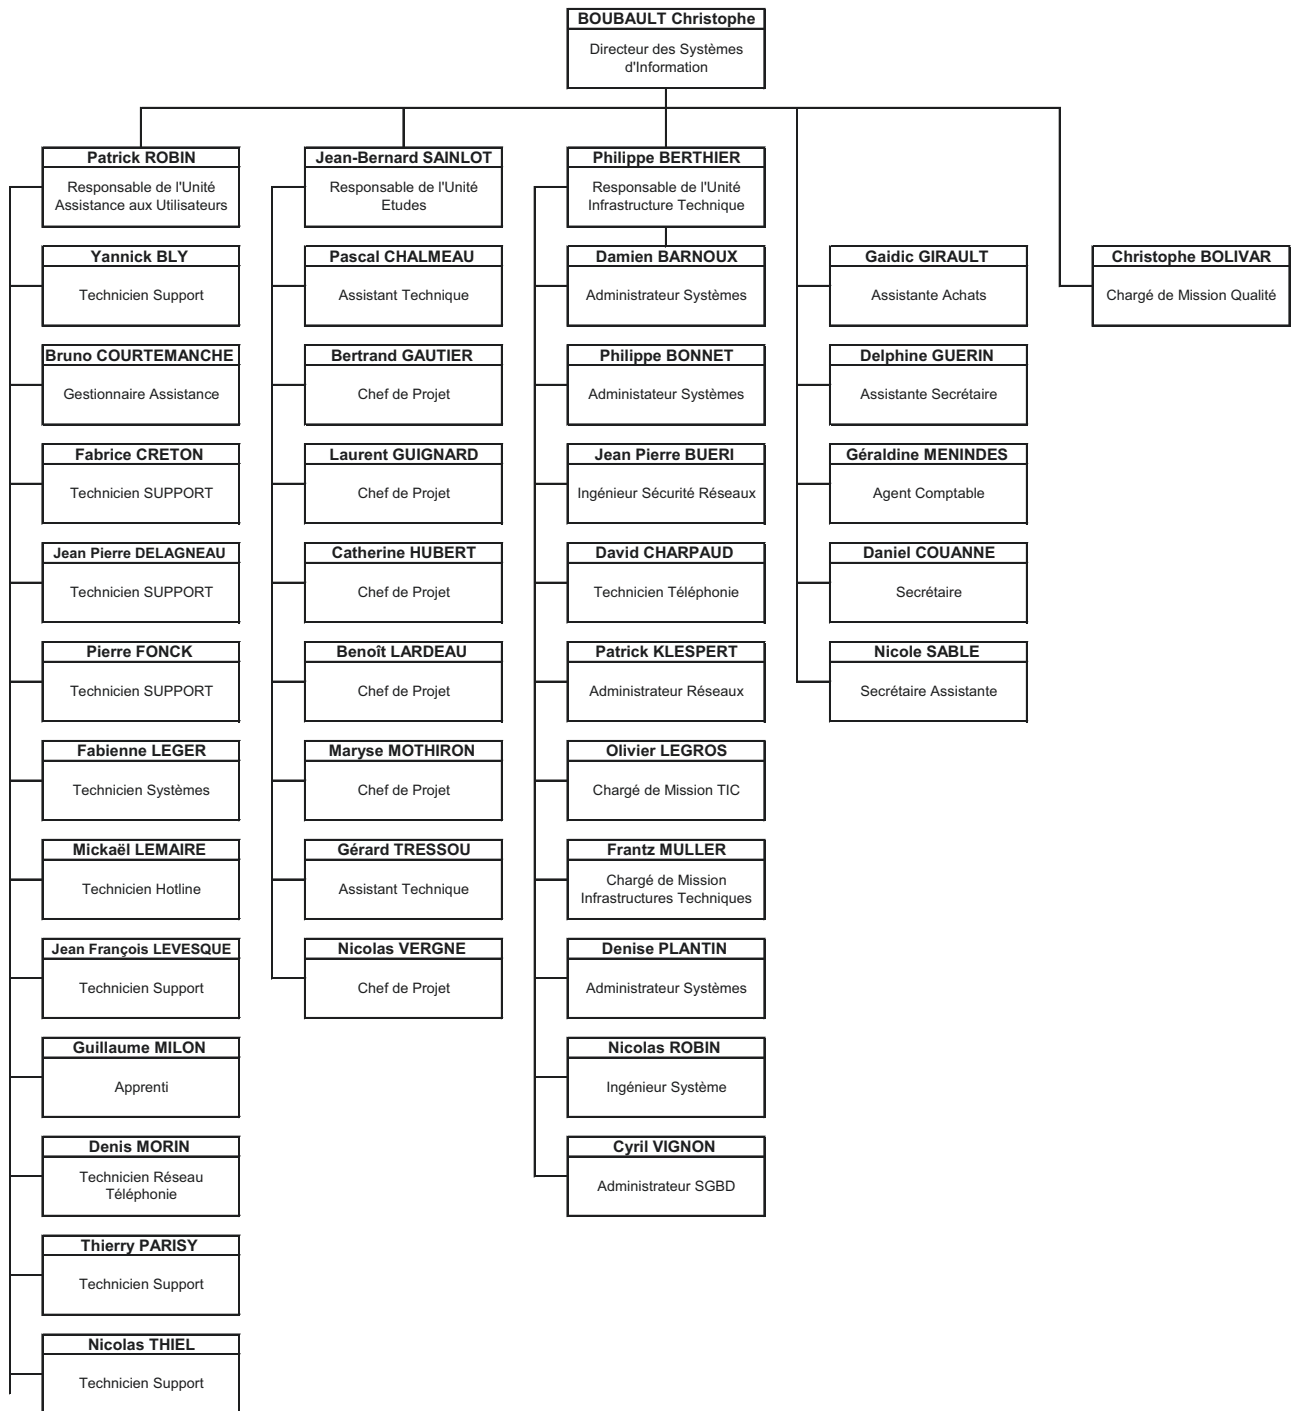 BOUBAULT Christophe
Directeur des Systèmes
d'Information
Patrick ROBIN
Responsable de l'Unité
Assistance aux Utilisateurs
Yannick BLY
Technicien Support
Bruno COURTEMANCHE
Gestionnaire Assistance
Fabrice CRETON
Technicien SUPPORT
Jean Pierre DELAGNEAU
Technicien SUPPORT
Pierre FONCK
Technicien SUPPORT
Fabienne LEGER
Technicien Systèmes
Mickaël LEMAIRE
Technicien Hotline
Jean François LEVESQUE
Technicien Support
Guillaume MILON
Apprenti
Denis MORIN
Technicien Réseau
Téléphonie
Thierry PARISY
Technicien Support
Nicolas THIEL
Technicien Support
Jean-Bernard SAINLOT
Responsable de l'Unité
Etudes
Pascal CHALMEAU
Assistant Technique
Bertrand GAUTIER
Chef de Projet
Laurent GUIGNARD
Chef de Projet
Catherine HUBERT
Chef de Projet
Benoît LARDEAU
Chef de Projet
Maryse MOTHIRON
Chef de Projet
Gérard TRESSOU
Assistant Technique
Nicolas VERGNE
Chef de Projet
Philippe BERTHIER
Responsable de l'Unité
Infrastructure Technique
Damien BARNOUX
Administrateur Systèmes
Philippe BONNET
Administateur Systèmes
Jean Pierre BUERI
Ingénieur Sécurité Réseaux
David CHARPAUD
Technicien Téléphonie
Patrick KLESPERT
Administrateur Réseaux
Olivier LEGROS
Chargé de Mission TIC
Frantz MULLER
Chargé de Mission
Infrastructures Techniques
Denise PLANTIN
Administrateur Systèmes
Nicolas ROBIN
Ingénieur Système
Cyril VIGNON
Administrateur SGBD
Gaidic GIRAULT
Assistante Achats
Delphine GUERIN
Assistante Secrétaire
Géraldine MENINDES
Agent Comptable
Daniel COUANNE
Secrétaire
Nicole SABLE
Secrétaire Assistante
Christophe BOLIVAR
Chargé de Mission Qualité